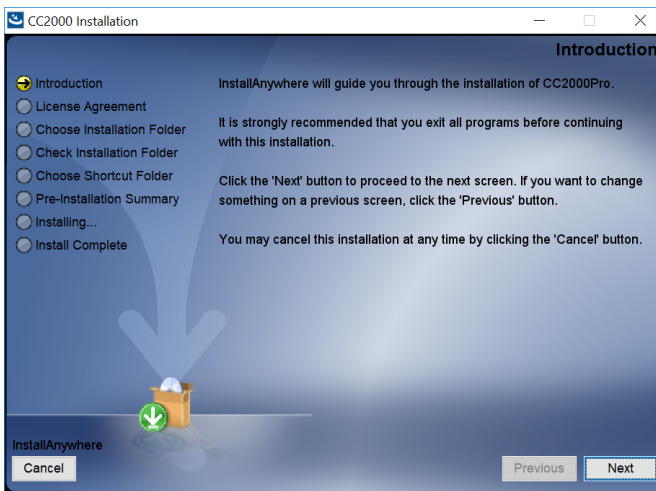 CC2000 Installation
Introduction
Introduction
License Agreement
Choose Installation Folder
Check Installation Folder
Choose Shortcut Folder
Pre-Installation Summary
Installing...
Install Complete
InstallAnywhere will guide you through the installation of CC2000Pro.
It is strongly recommended that you exit all programs before continuing
with this installation.
Click the 'Next' button to proceed to the next screen. If you want to change
something on a previous screen, click the 'Previous' button.
You may cancel this installation at any time by clicking the 'Cancel' button.
InstallAnywhere
Cancel
Previous
Next